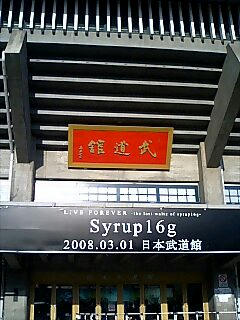 武道館
LIVE FOREVER -the last waltz of syrup16g-
Syrup16g
2008.03.01 日本武道館